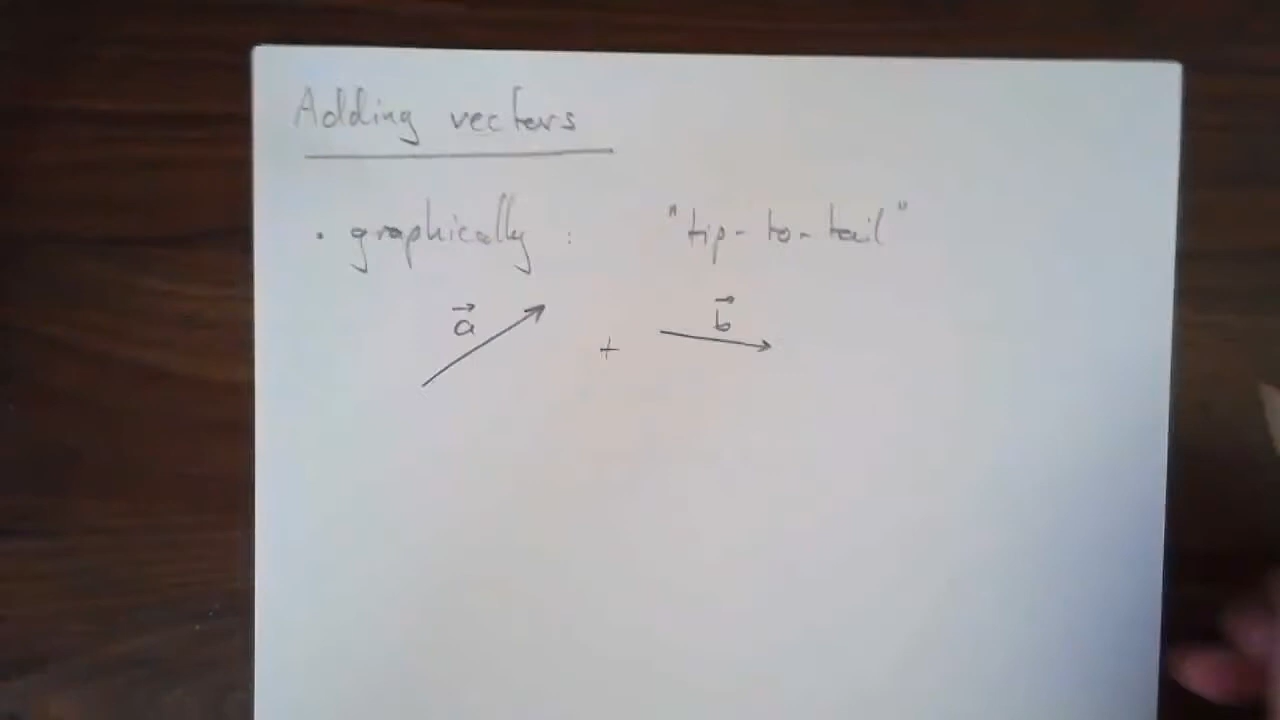 Adding vectors
• graphically : "tip-to-tail"
a⃗ + b⃗